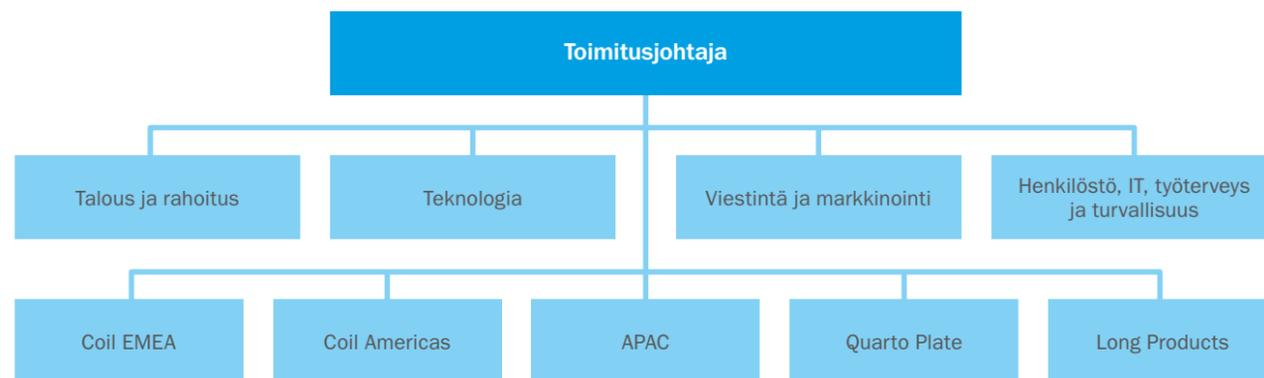 Toimitusjohtaja
Talous ja rahoitus
Teknologia
Viestintä ja markkinointi
Henkilöstö, IT, työterveys
ja turvallisuus
Coil EMEA
Coil Americas
APAC
Quarto Plate
Long Products